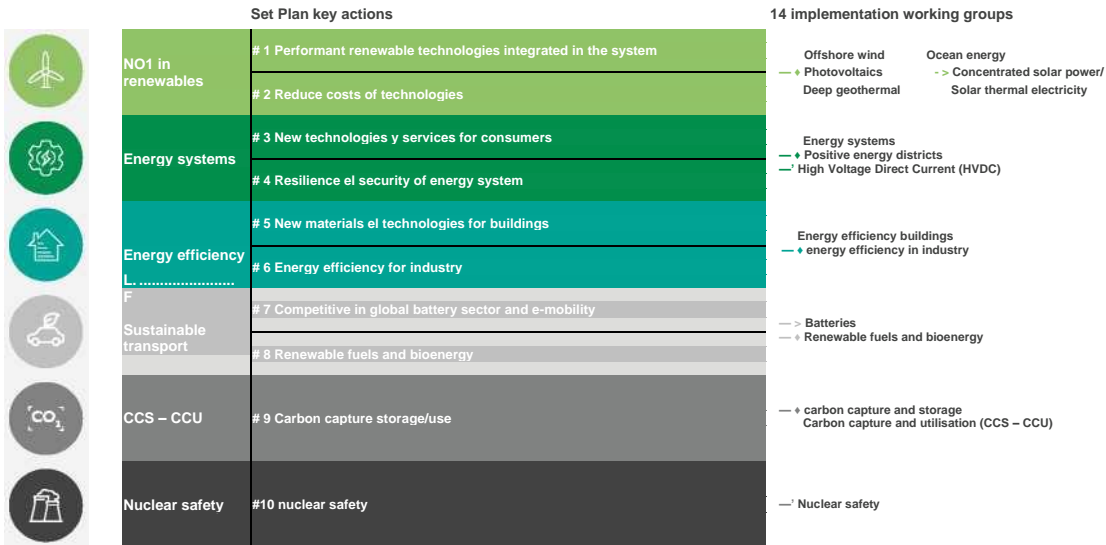 Set Plan key actions
14 implementation working groups
NO1 in
renewables
# 1 Performant renewable technologies integrated in the system
# 2 Reduce costs of technologies
Offshore wind
Ocean energy
— ♦ Photovaltaics
- > Concentrated solar power/
Deep geothermal
Solar thermal electricity
Energy systems
# 3 New technologies y services for consumers
# 4 Resilience el security of energy system
Energy systems
— ♦ Positive energy districts
—’ High Voltage Direct Current (HVDC)
Energy efficiency
L. .......................
# 5 New materials el technologies for buildings
# 6 Energy efficiency for industry
Energy efficiency buildings
— ♦ energy efficiency in industry
F
Sustainable
transport
# 7 Competitive in global battery sector and e-mobility
# 8 Renewable fuels and bioenergy
— > Batteries
— ♦ Renewable fuels and bioenergy
CO₂
CCS – CCU
# 9 Carbon capture storage/use
— ♦ carbon capture and storage
Carbon capture and utilisation (CCS – CCU)
Nuclear safety
#10 nuclear safety
—’ Nuclear safety